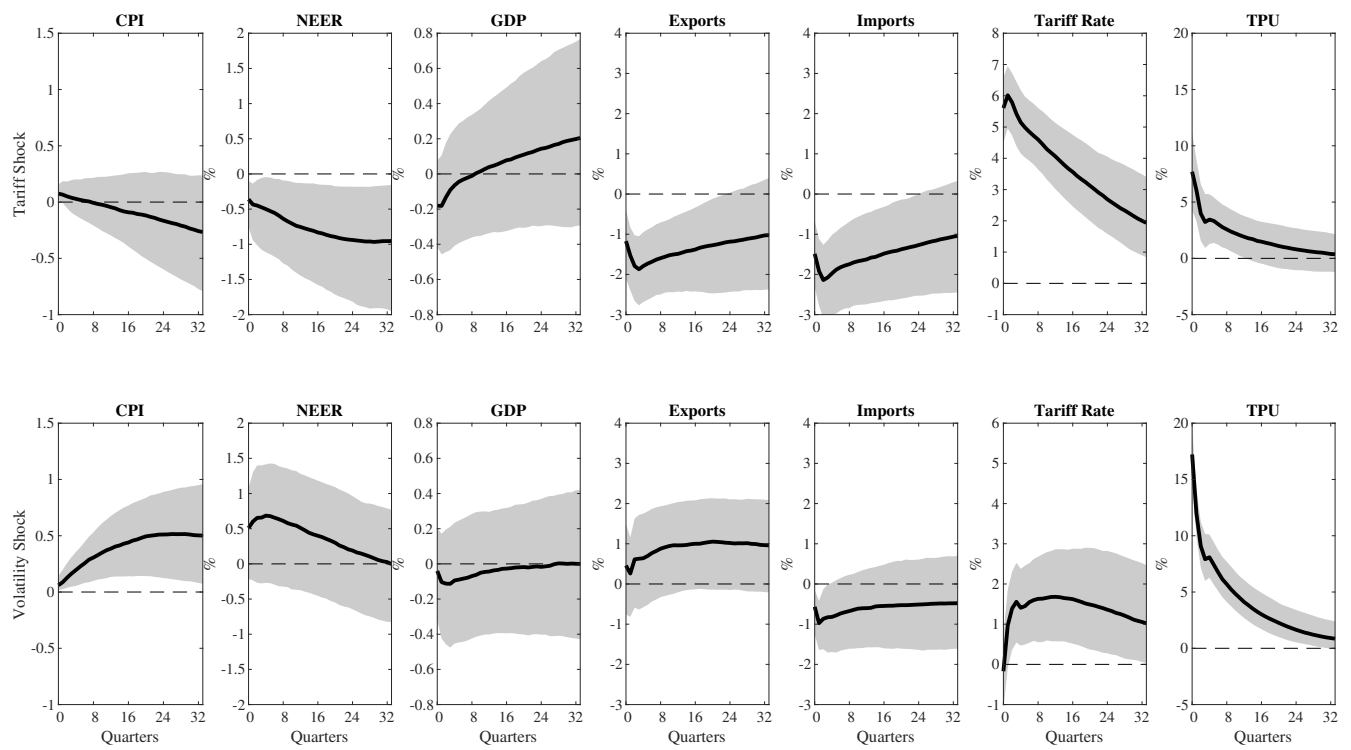 CPI NEER GDP Exports Imports Tariff Rate TPU
Tariff Shock
1.5 1 0.5 0 -0.5 -1
% 2 1.5 1 0.5 0 -0.5 -1 -1.5 -2
% 0.8 0.6 0.4 0.2 0 -0.2 -0.4 -0.6 -0.8
% 4 3 2 1 0 -1 -2 -3
% 4 3 2 1 0 -1 -2 -3
% 8 7 6 5 4 3 2 1 0 -1
% 20 15 10 5 0 -5
0 8 16 24 32 0 8 16 24 32 0 8 16 24 32 0 8 16 24 32 0 8 16 24 32 0 8 16 24 32 0 8 16 24 32
CPI NEER GDP Exports Imports Tariff Rate TPU
Volatility Shock
1.5 1 0.5 0 -0.5 -1
% 2 1.5 1 0.5 0 -0.5 -1 -1.5 -2
% 0.8 0.6 0.4 0.2 0 -0.2 -0.4 -0.6 -0.8
% 4 3 2 1 0 -1 -2 -3
% 4 3 2 1 0 -1 -2 -3
% 6 5 4 3 2 1 0 -1
% 20 15 10 5 0 -5
0 8 16 24 32 0 8 16 24 32 0 8 16 24 32 0 8 16 24 32 0 8 16 24 32 0 8 16 24 32 0 8 16 24 32
Quarters Quarters Quarters Quarters Quarters Quarters Quarters